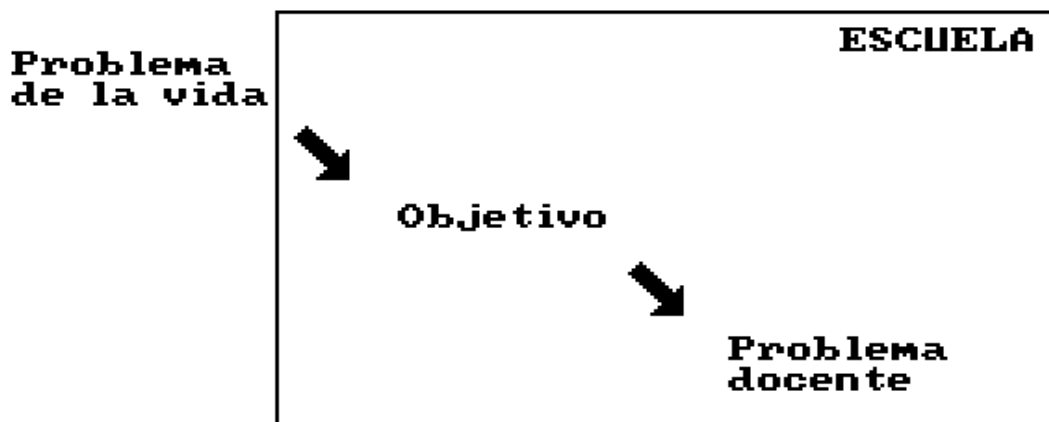 ESCUELA
Problema
de la vida
Objetivo
Problema
docente